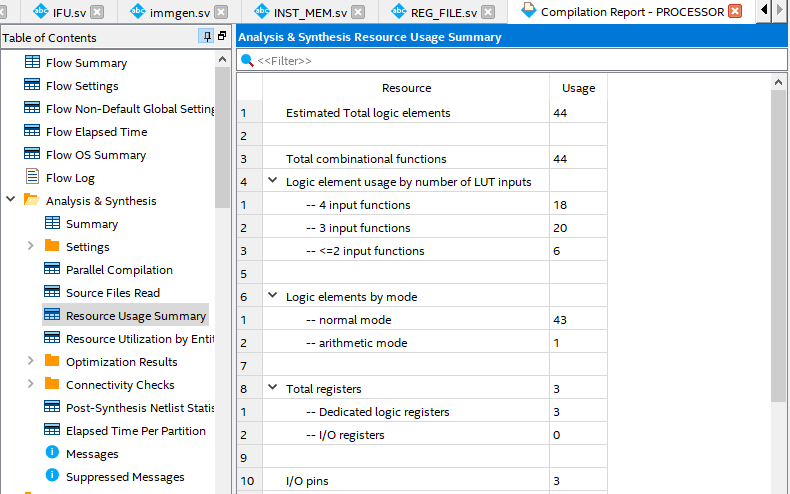 IFU.sv immgen.sv INST_MEM.sv REG_FILE.sv Compilation Report - PROCESSOR
Table of Contents
Flow Summary
Flow Settings
Flow Non-Default Global Setting
Flow Elapsed Time
Flow OS Summary
Flow Log
Analysis & Synthesis
Summary
Settings
Parallel Compilation
Source Files Read
Resource Usage Summary
Resource Utilization by Enti
Optimization Results
Connectivity Checks
Post-Synthesis Netlist Statis
Elapsed Time Per Partition
Messages
Suppressed Messages
Analysis & Synthesis Resource Usage Summary
<<Filter>>
Resource Usage
1 Estimated Total logic elements 44
2
3 Total combinational functions 44
4 Logic element usage by number of LUT inputs
1 -- 4 input functions 18
2 -- 3 input functions 20
3 -- <=2 input functions 6
5
6 Logic elements by mode
1 -- normal mode 43
2 -- arithmetic mode 1
7
8 Total registers 3
1 -- Dedicated logic registers 3
2 -- I/O registers 0
9
10 I/O pins 3